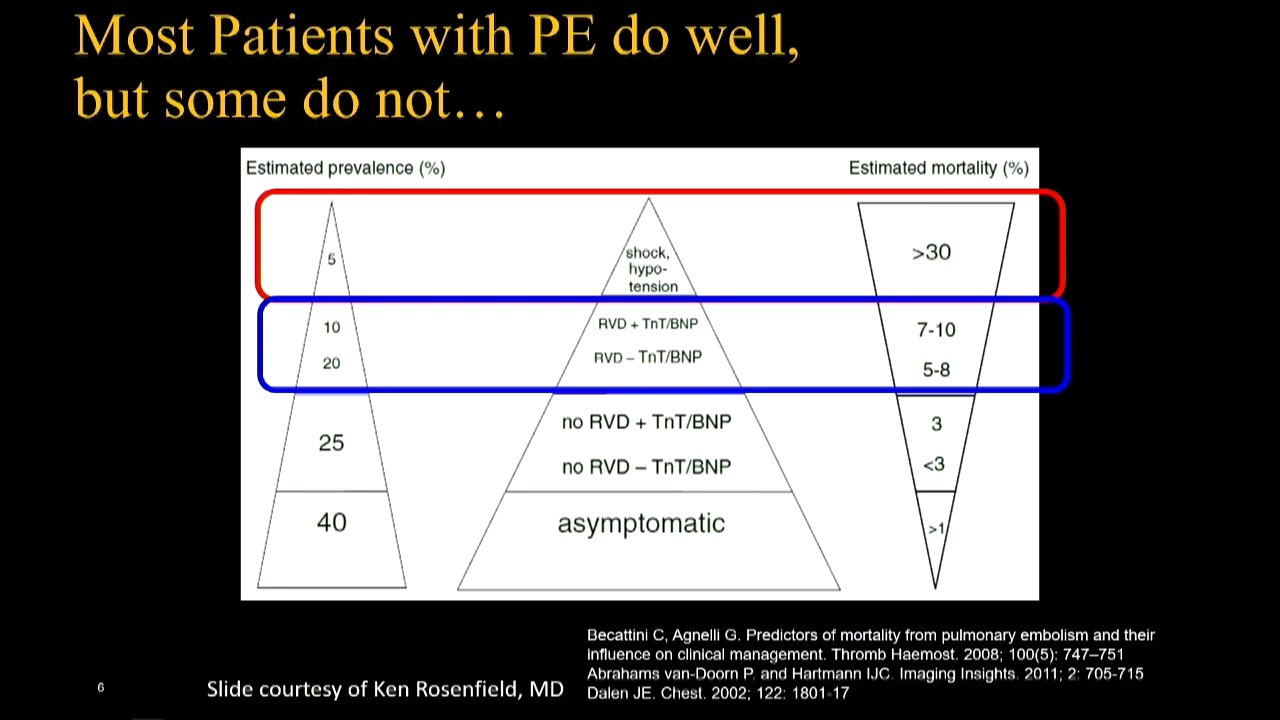 Most Patients with PE do well,
but some do not…
Estimated prevalence (%)
Estimated mortality (%)
5
shock,
hypo-
tension
>30
10
RVD + TnT/BNP
7-10
20
RVD – TnT/BNP
5-8
25
no RVD + TnT/BNP
3
no RVD – TnT/BNP
<3
40
asymptomatic
>1
Becattini C, Agnelli G. Predictors of mortality from pulmonary embolism and their
influence on clinical management. Thromb Haemost. 2008; 100(5): 747–751
Abrahams van-Doorn P. and Hartmann IJC. Imaging Insights. 2011; 2: 705-715
Dalen JE. Chest. 2002; 122: 1801-17
6
Slide courtesy of Ken Rosenfield, MD